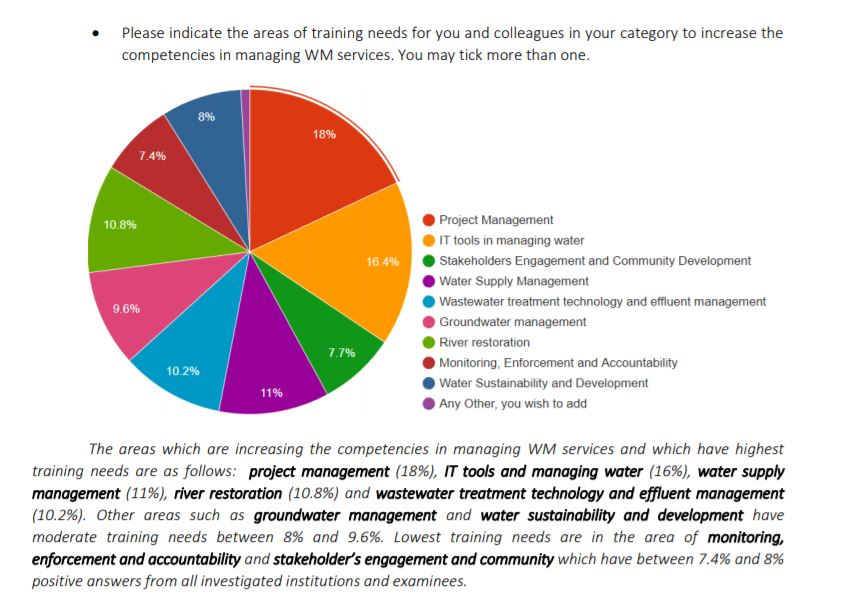 • Please indicate the areas of training needs for you and colleagues in your category to increase the
competencies in managing WM services. You may tick more than one.
8%
18%
7.4%
10.8%
16.4%
9.6%
7.7%
10.2%
11%
Project Management
IT tools in managing water
Stakeholders Engagement and Community Development
Water Supply Management
Wastewater treatment technology and effluent management
Groundwater management
River restoration
Monitoring, Enforcement and Accountability
Water Sustainability and Development
Any Other, you wish to add
The areas which are increasing the competencies in managing WM services and which have highest
training needs are as follows: project management (18%), IT tools and managing water (16%), water supply
management (11%), river restoration (10.8%) and wastewater treatment technology and effluent management
(10.2%). Other areas such as groundwater management and water sustainability and development have
moderate training needs between 8% and 9.6%. Lowest training needs are in the area of monitoring,
enforcement and accountability and stakeholder's engagement and community which have between 7.4% and 8%
positive answers from all investigated institutions and examinees.